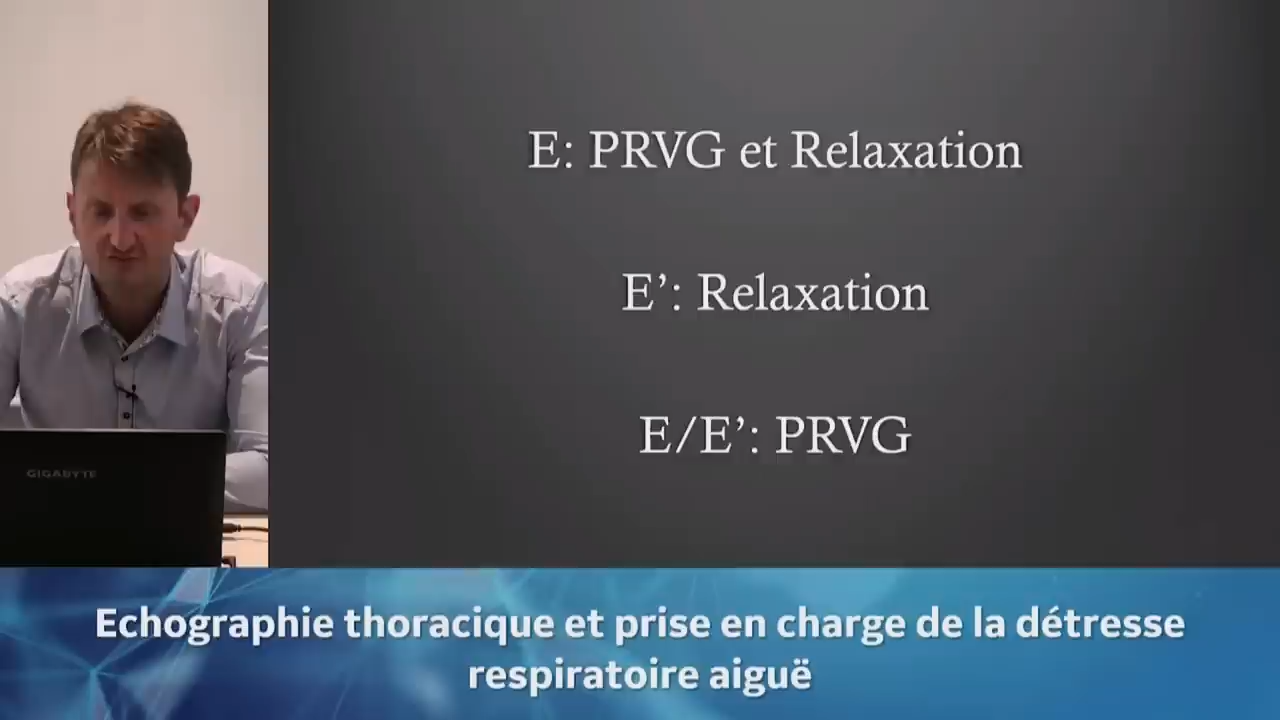 E: PRVG et Relaxation
E’: Relaxation
E/E’: PRVG
GIGABYTE
Echographie thoracique et prise en charge de la détresse
respiratoire aiguë